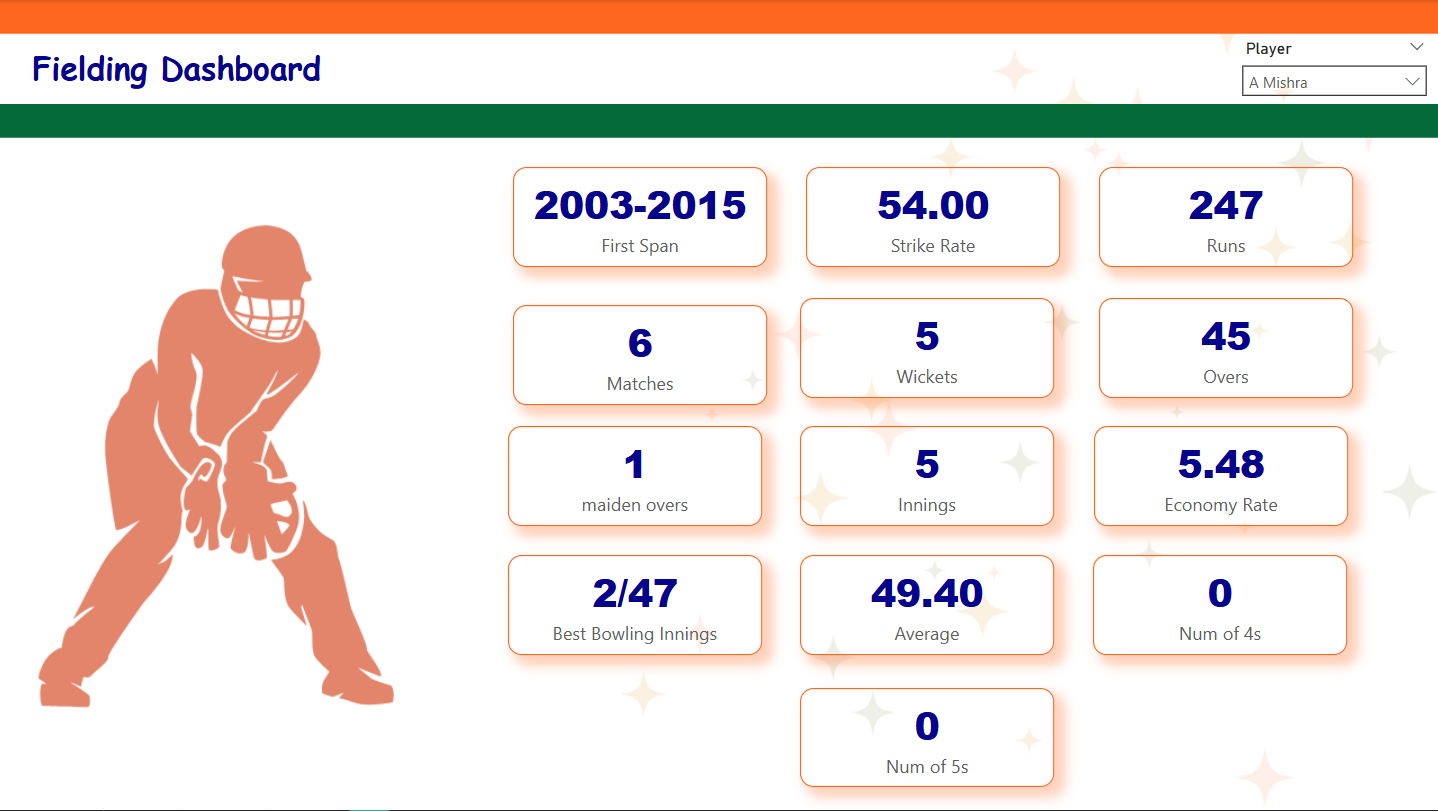 Fielding Dashboard
Player
A Mishra
2003-2015
First Span
54.00
Strike Rate
247
Runs
6
Matches
5
Wickets
45
Overs
1
maiden overs
5
Innings
5.48
Economy Rate
2/47
Best Bowling Innings
49.40
Average
0
Num of 4s
0
Num of 5s